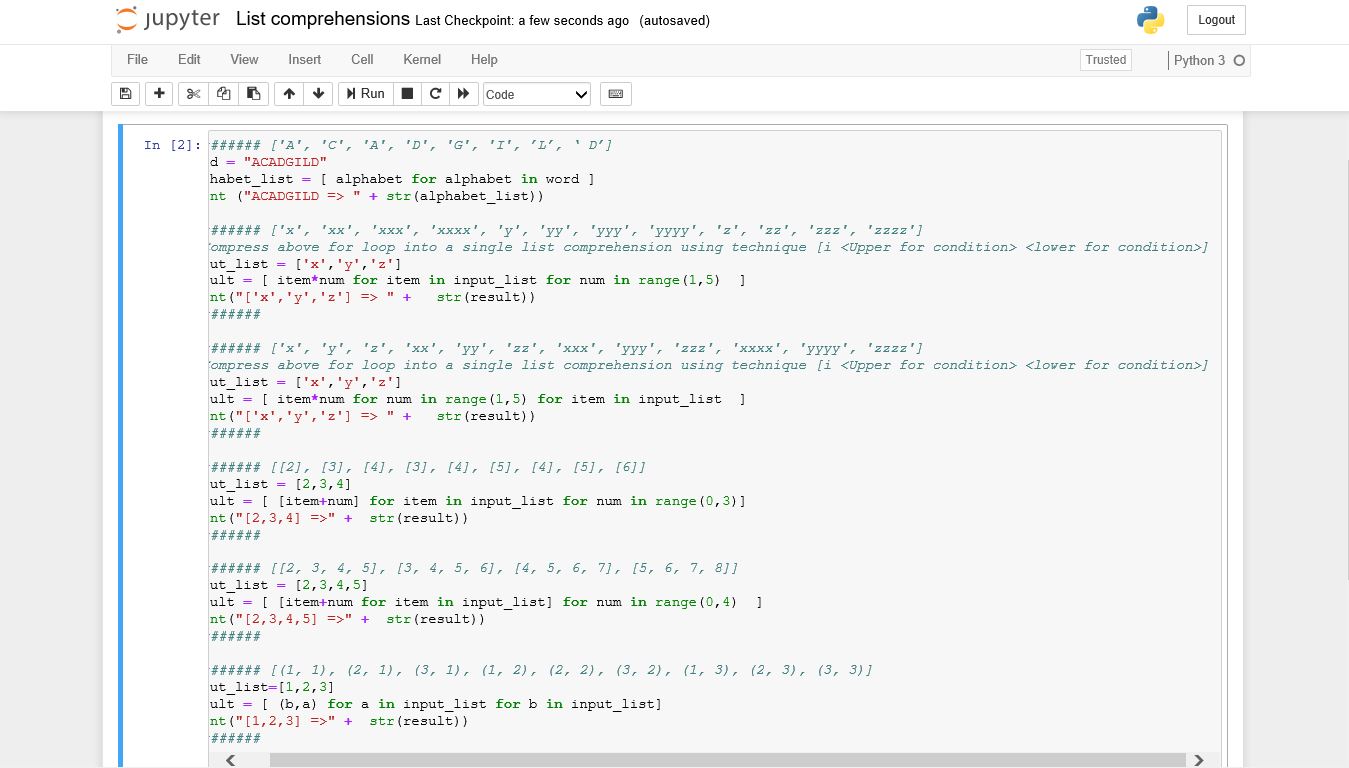 jupyter List comprehensions Last Checkpoint: a few seconds ago (autosaved) Logout
File Edit View Insert Cell Kernel Help Trusted Python 3
Run Code
In [2]: ###### ['A', 'C', 'A', 'D', 'G', 'I', ’L’, ‘ D’]
d = "ACADGILD"
habet_list = [ alphabet for alphabet in word ]
nt ("ACADGILD => " + str(alphabet_list))
###### ['x', 'xx', 'xxx', 'xxxx', 'y', 'yy', 'yyy', 'yyyy', 'z', 'zz', 'zzz', 'zzzz']
ompress above for loop into a single list comprehension using technique [i <Upper for condition> <lower for condition>]
ut_list = ['x','y','z']
ult = [ item*num for item in input_list for num in range(1,5)  ]
nt("['x','y','z'] => " +   str(result))
######
###### ['x', 'y', 'z', 'xx', 'yy', 'zz', 'xxx', 'yyy', 'zzz', 'xxxx', 'yyyy', 'zzzz']
ompress above for loop into a single list comprehension using technique [i <Upper for condition> <lower for condition>]
ut_list = ['x','y','z']
ult = [ item*num for num in range(1,5) for item in input_list  ]
nt("['x','y','z'] => " +   str(result))
######
###### [[2], [3], [4], [3], [4], [5], [4], [5], [6]]
ut_list = [2,3,4]
ult = [ [item+num] for item in input_list for num in range(0,3)]
nt("[2,3,4] =>" +  str(result))
######
###### [[2, 3, 4, 5], [3, 4, 5, 6], [4, 5, 6, 7], [5, 6, 7, 8]]
ut_list = [2,3,4,5]
ult = [ [item+num for item in input_list] for num in range(0,4)  ]
nt("[2,3,4,5] =>" +  str(result))
######
###### [(1, 1), (2, 1), (3, 1), (1, 2), (2, 2), (3, 2), (1, 3), (2, 3), (3, 3)]
ut_list=[1,2,3]
ult = [ (b,a) for a in input_list for b in input_list]
nt("[1,2,3] =>" +  str(result))
######